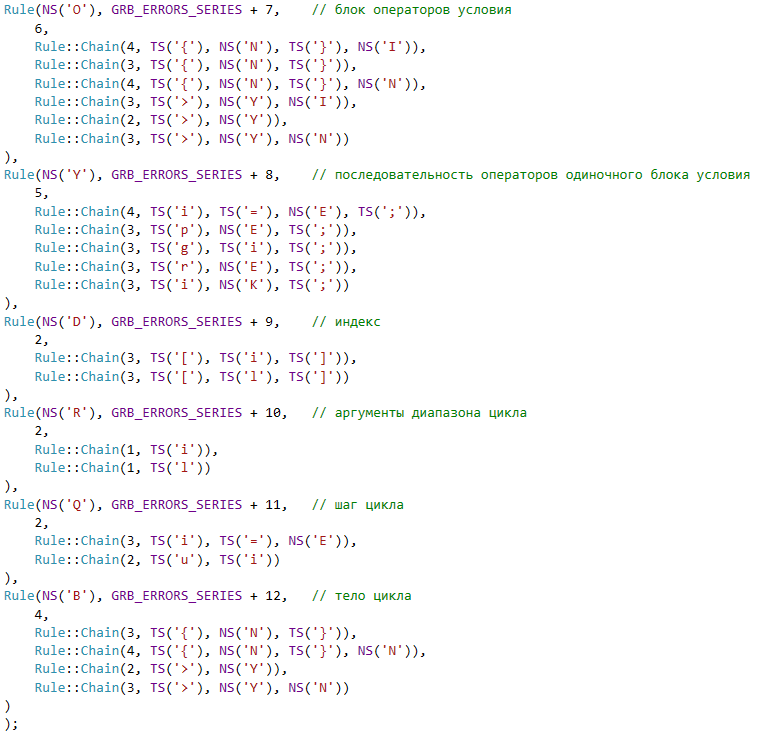 Rule(NS('O'), GRB_ERRORS_SERIES + 7,    // блок операторов условия
    6,
    Rule::Chain(4, TS('{'), NS('N'), TS('}'), NS('I')),
    Rule::Chain(3, TS('{'), NS('N'), TS('}')),
    Rule::Chain(4, TS('{'), NS('N'), TS('}'), NS('N')),
    Rule::Chain(3, TS('>'), NS('Y'), NS('I')),
    Rule::Chain(2, TS('>'), NS('Y')),
    Rule::Chain(3, TS('>'), NS('Y'), NS('N'))
),
Rule(NS('Y'), GRB_ERRORS_SERIES + 8,    // последовательность операторов одиночного блока условия
    5,
    Rule::Chain(4, TS('i'), TS('='), NS('E'), TS(';')),
    Rule::Chain(3, TS('p'), NS('E'), TS(';')),
    Rule::Chain(3, TS('g'), TS('i'), TS(';')),
    Rule::Chain(3, TS('r'), NS('E'), TS(';')),
    Rule::Chain(3, TS('i'), NS('K'), TS(';'))
),
Rule(NS('D'), GRB_ERRORS_SERIES + 9,    // индекс
    2,
    Rule::Chain(3, TS('['), TS('i'), TS(']')),
    Rule::Chain(3, TS('['), TS('l'), TS(']'))
),
Rule(NS('R'), GRB_ERRORS_SERIES + 10,   // аргументы диапазона цикла
    2,
    Rule::Chain(1, TS('i')),
    Rule::Chain(1, TS('l'))
),
Rule(NS('Q'), GRB_ERRORS_SERIES + 11,   // шаг цикла
    2,
    Rule::Chain(3, TS('i'), TS('='), NS('E')),
    Rule::Chain(2, TS('u'), TS('i'))
),
Rule(NS('B'), GRB_ERRORS_SERIES + 12,   // тело цикла
    4,
    Rule::Chain(3, TS('{'), NS('N'), TS('}')),
    Rule::Chain(4, TS('{'), NS('N'), TS('}'), NS('N')),
    Rule::Chain(2, TS('>'), NS('Y')),
    Rule::Chain(3, TS('>'), NS('Y'), NS('N'))
)
);